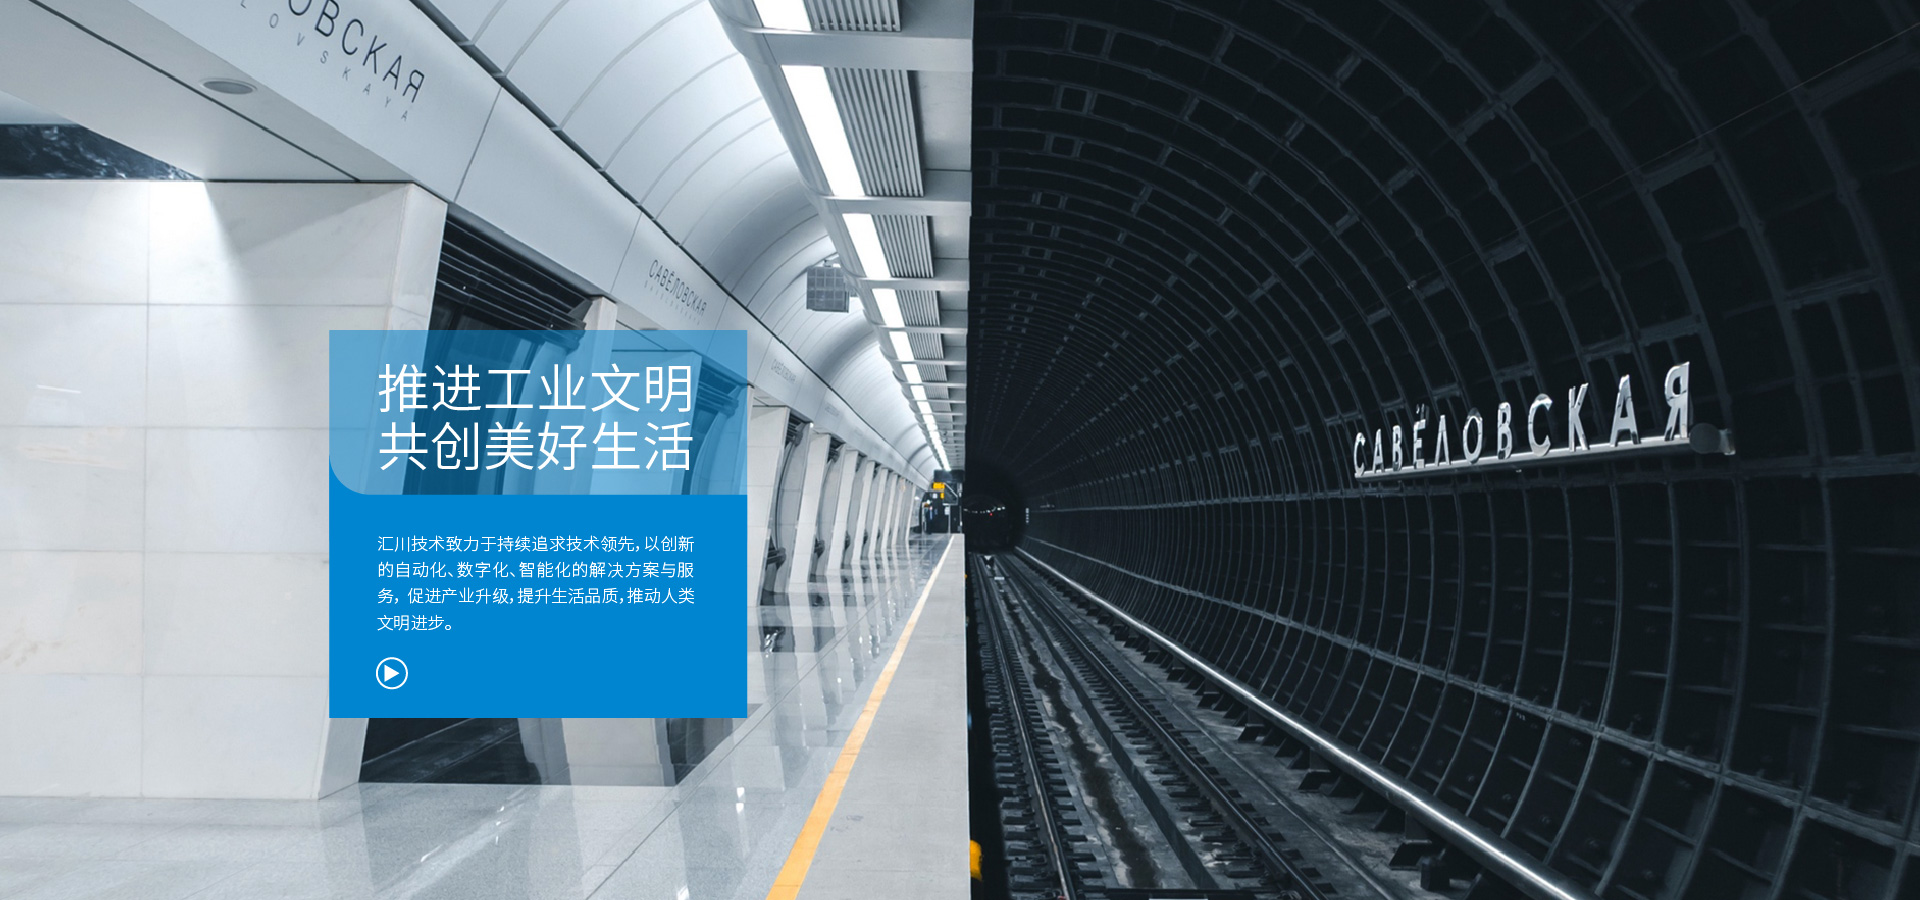 ОВСКАЯ
LOVSKAYA
САВЁЛОВСКАЯ
САВЁЛОВСКАЯ
推进工业文明
共创美好生活
汇川技术致力于持续追求技术领先,以创新
的自动化、数字化、智能化的解决方案与服
务，促进产业升级,提升生活品质,推动人类
文明进步。